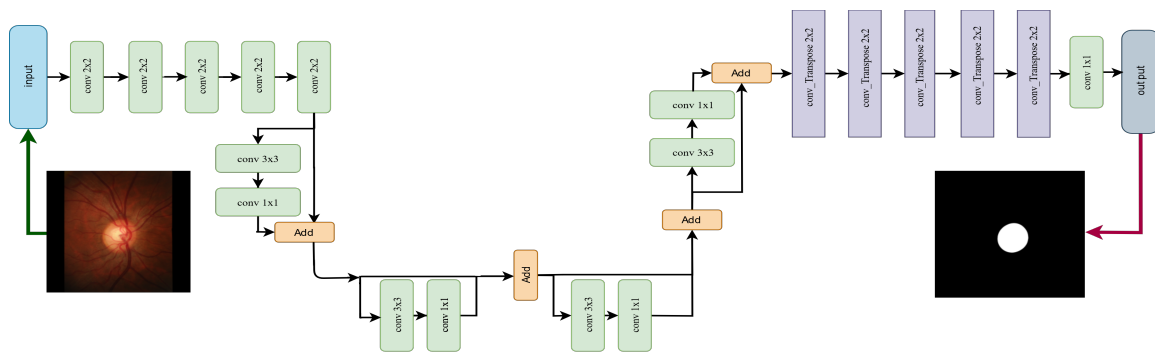 input
conv 2x2
conv 2x2
conv 2x2
conv 2x2
conv 2x2
conv 3x3
conv 1x1
Add
conv 3x3
conv 1x1
Add
conv 3x3
conv 1x1
Add
conv 3x3
conv 1x1
Add
conv_Transpose 2x2
conv_Transpose 2x2
conv_Transpose 2x2
conv_Transpose 2x2
conv_Transpose 2x2
conv 1x1
output